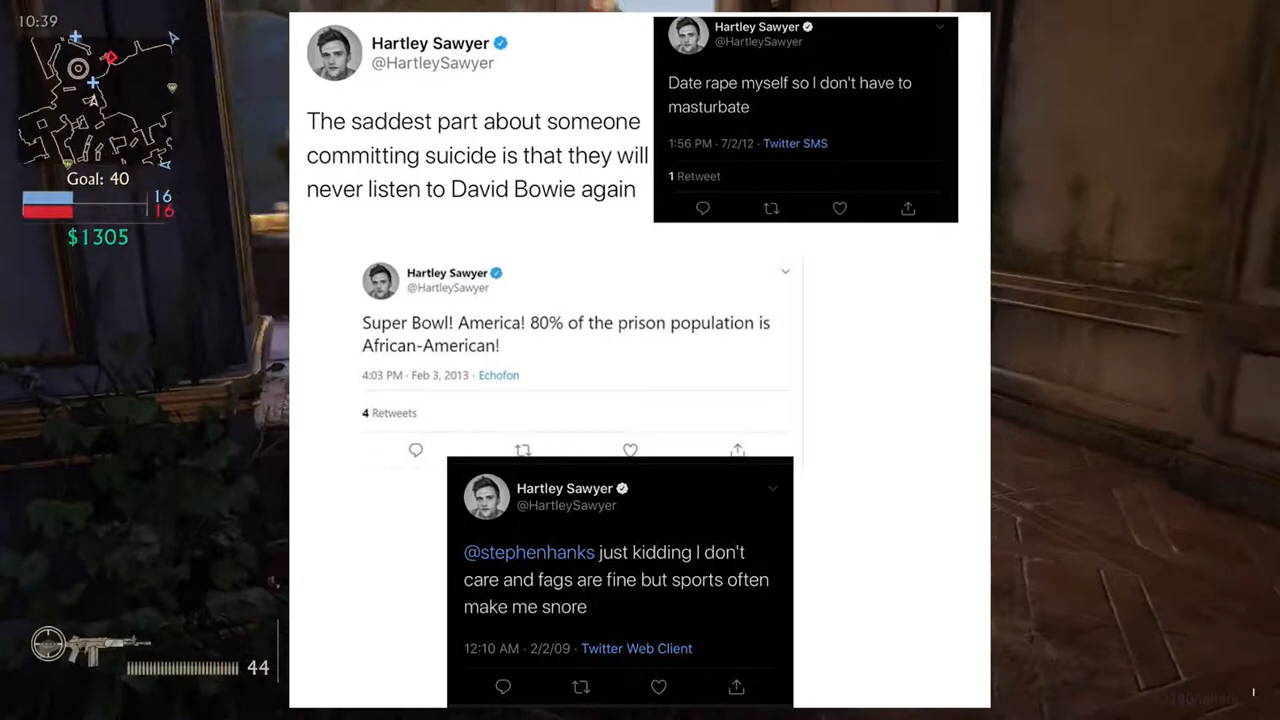 10:39
Goal: 40
16
16
$1305
Hartley Sawyer
@HartleySawyer
The saddest part about someone
committing suicide is that they will
never listen to David Bowie again
Hartley Sawyer
@HartleySawyer
Date rape myself so I don't have to
masturbate
1:56 PM · 7/2/12 · Twitter SMS
1 Retweet
Hartley Sawyer
@HartleySawyer
Super Bowl! America! 80% of the prison population is
African-American!
4:03 PM · Feb 3, 2013 · Echofon
4 Retweets
Hartley Sawyer
@HartleySawyer
@stephenhanks just kidding I don't
care and fags are fine but sports often
make me snore
12:10 AM · 2/2/09 · Twitter Web Client
44